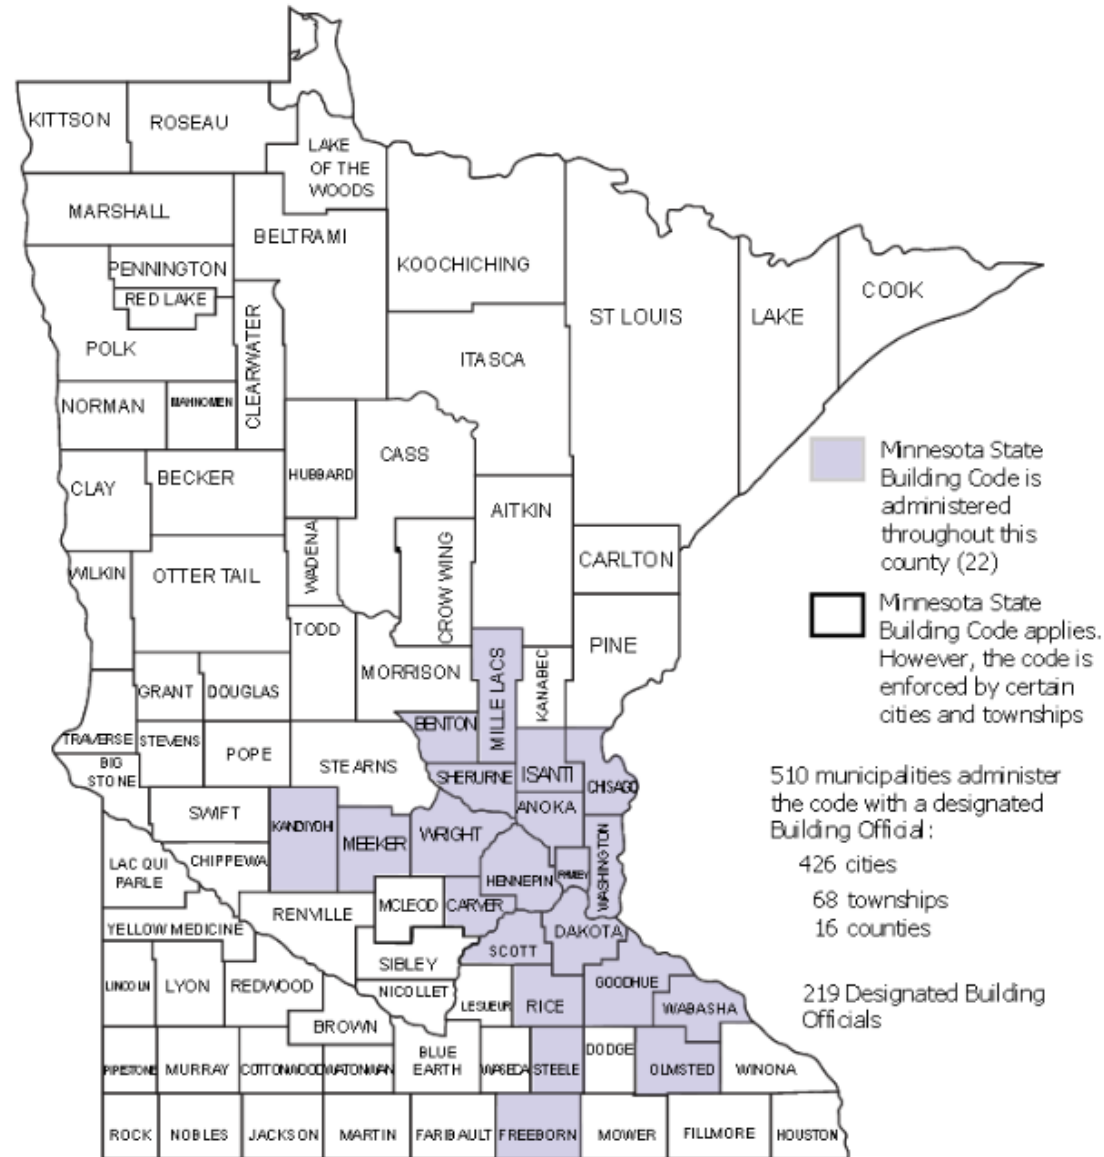 KITTSON
ROSEAU
LAKE
OF THE
WOODS
MARSHALL
BELTRAMI
KOOCHICHING
PENNINGTON
RED LAKE
POLK
CLEARWATER
ITASCA
ST LOUIS
LAKE
COOK
NORMAN
MAHNOMEN
CASS
HUBBARD
CLAY
BECKER
AITKIN
WADENA
CROW WING
CARLTON
WILKIN
OTTER TAIL
TODD
PINE
MORRISON
MILLE LACS
KANABEC
GRANT
DOUGLAS
BENTON
TRAVERSE
STEVENS
POPE
STEARNS
BIG
STONE
SHERURNE
ISANTI
CHISAGO
SWIFT
KANDIYOHI
MEEKER
WRIGHT
ANOKA
WASHINGTON
LAC QUI
PARLE
CHIPPEWA
HENNEPIN
RAMSEY
RENVILLE
MCLEOD
CARVER
YELLOW MEDICINE
DAKOTA
SCOTT
SIBLEY
LINCOLN
LYON
REDWOOD
NICOLLET
LESUEUR
RICE
GOODHUE
WABASHA
BROWN
PIPESTONE
MURRAY
COTTONWOOD
WATONWAN
BLUE
EARTH
WASECA
STEELE
DODGE
OLMSTED
WINONA
ROCK
NOBLES
JACKSON
MARTIN
FARIBAULT
FREEBORN
MOWER
FILLMORE
HOUSTON
Minnesota State
Building Code is
administered
throughout this
county (22)
Minnesota State
Building Code applies.
However, the code is
enforced by certain
cities and townships
510 municipalities administer
the code with a designated
Building Official:
426 cities
68 townships
16 counties
219 Designated Building
Officials